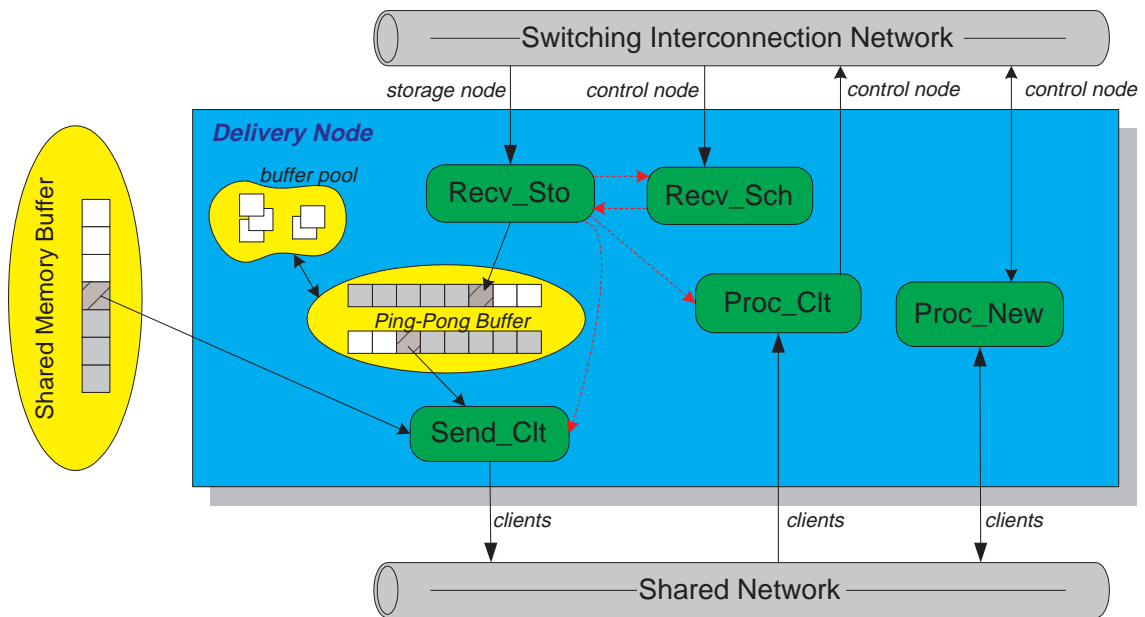 Switching Interconnection Network
storage node
control node
control node
control node
Delivery Node
buffer pool
Recv_Sto
Recv_Sch
Shared Memory Buffer
Proc_Clt
Proc_New
Ping-Pong Buffer
Send_Clt
clients
clients
clients
Shared Network